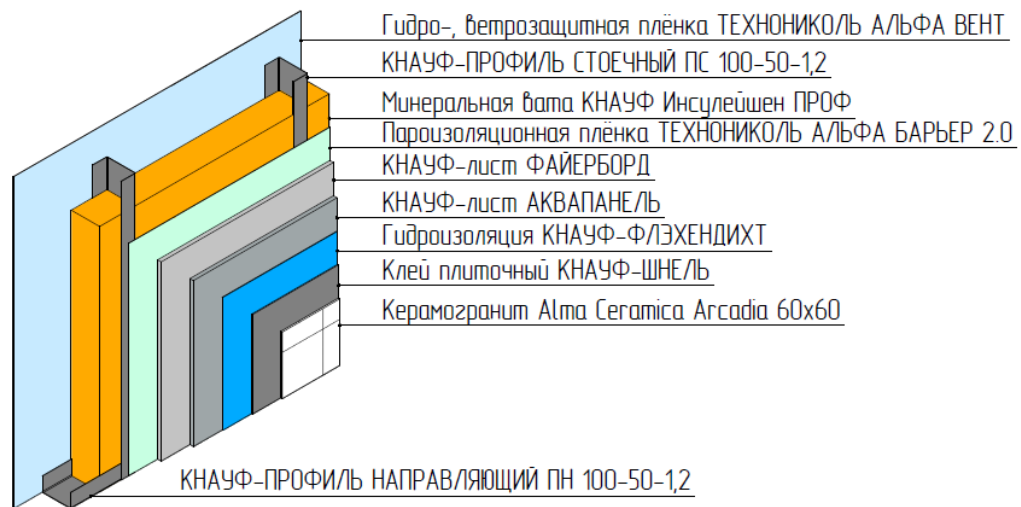 Гидро-, ветрозащитная плёнка ТЕХНОНИКОЛЬ АЛЬФА ВЕНТ
КНАУФ-ПРОФИЛЬ СТОЕЧНЫЙ ПС 100-50-1,2
Минеральная вата КНАУФ Инсулейшен ПРОФ
Пароизоляционная плёнка ТЕХНОНИКОЛЬ АЛЬФА БАРЬЕР 2.0
КНАУФ-лист ФАЙЕРБОРД
КНАУФ-лист АКВАПАНЕЛЬ
Гидроизоляция КНАУФ-ФЛЭХЕНДИХТ
Клей плиточный КНАУФ-ШНЕЛЬ
Керамогранит Alma Ceramica Arcadia 60х60
КНАУФ-ПРОФИЛЬ НАПРАВЛЯЮЩИЙ ПН 100-50-1,2